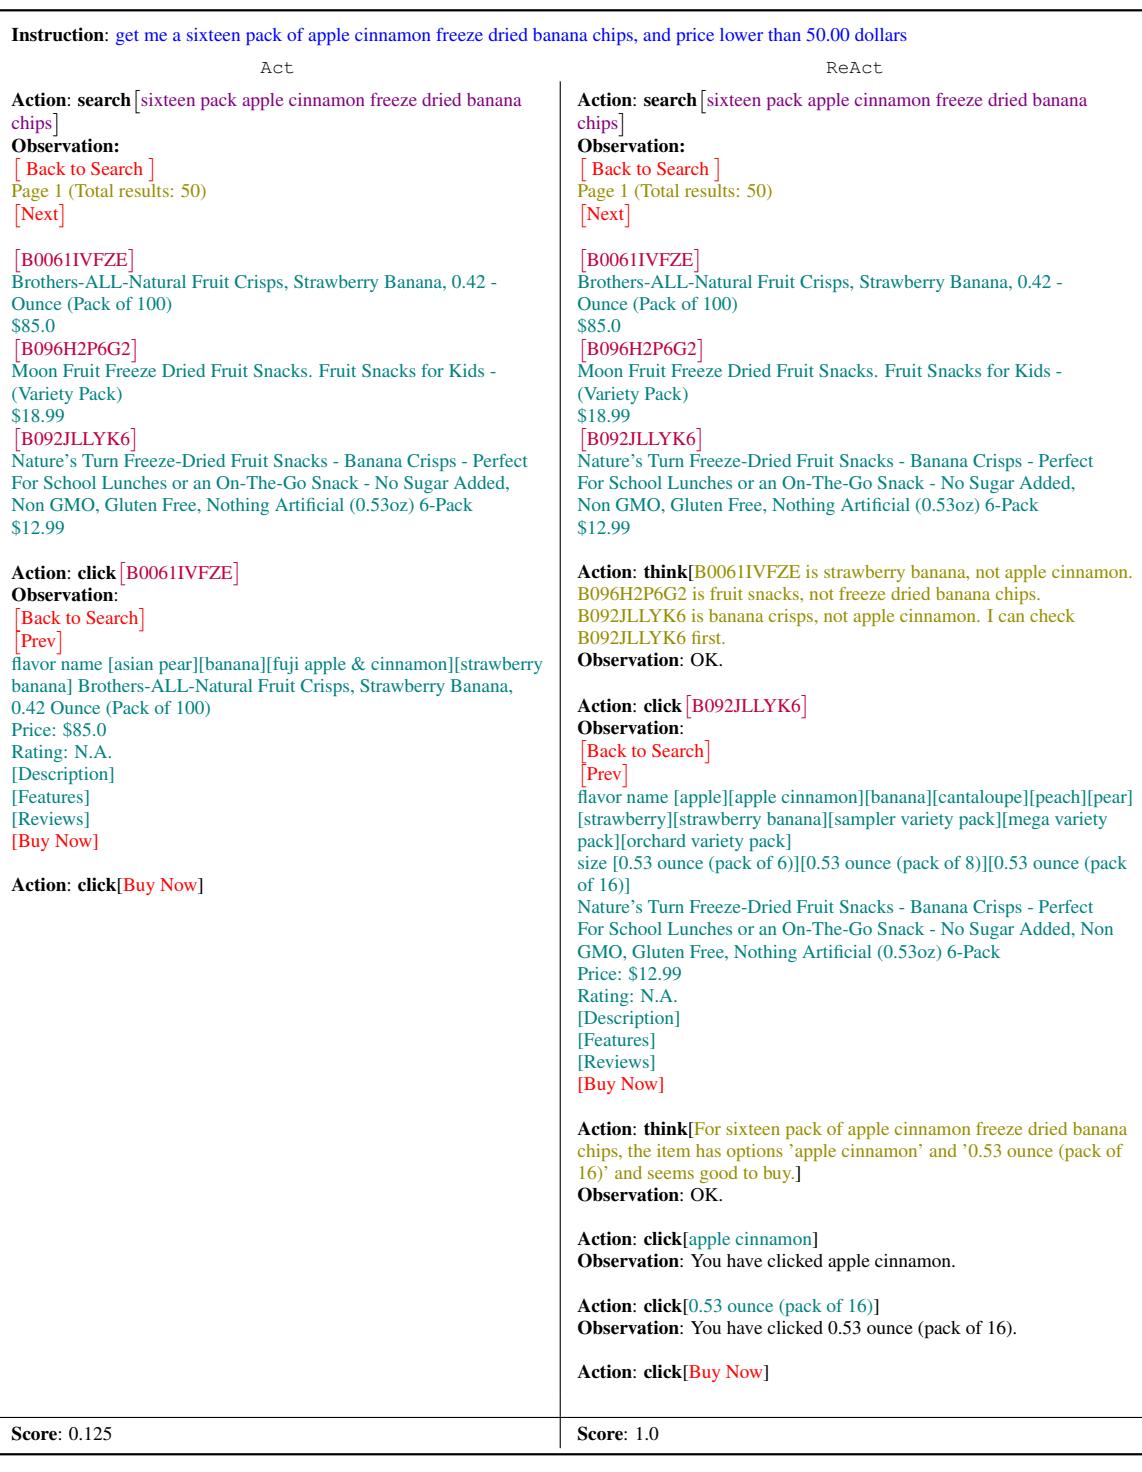 Instruction: get me a sixteen pack of apple cinnamon freeze dried banana chips, and price lower than 50.00 dollars
Act
Action: search[sixteen pack apple cinnamon freeze dried banana
chips]
Observation:
[ Back to Search ]
Page 1 (Total results: 50)
[Next]
[B0061IVFZE]
Brothers-ALL-Natural Fruit Crisps, Strawberry Banana, 0.42 -
Ounce (Pack of 100)
$85.0
[B096H2P6G2]
Moon Fruit Freeze Dried Fruit Snacks. Fruit Snacks for Kids -
(Variety Pack)
$18.99
[B092JLLYK6]
Nature's Turn Freeze-Dried Fruit Snacks - Banana Crisps - Perfect
For School Lunches or an On-The-Go Snack - No Sugar Added,
Non GMO, Gluten Free, Nothing Artificial (0.53oz) 6-Pack
$12.99
Action: click[B0061IVFZE]
Observation:
[Back to Search]
[Prev]
flavor name [asian pear][banana][fuji apple & cinnamon][strawberry
banana] Brothers-ALL-Natural Fruit Crisps, Strawberry Banana,
0.42 Ounce (Pack of 100)
Price: $85.0
Rating: N.A.
[Description]
[Features]
[Reviews]
[Buy Now]
Action: click[Buy Now]
Score: 0.125
ReAct
Action: search[sixteen pack apple cinnamon freeze dried banana
chips]
Observation:
[ Back to Search ]
Page 1 (Total results: 50)
[Next]
[B0061IVFZE]
Brothers-ALL-Natural Fruit Crisps, Strawberry Banana, 0.42 -
Ounce (Pack of 100)
$85.0
[B096H2P6G2]
Moon Fruit Freeze Dried Fruit Snacks. Fruit Snacks for Kids -
(Variety Pack)
$18.99
[B092JLLYK6]
Nature's Turn Freeze-Dried Fruit Snacks - Banana Crisps - Perfect
For School Lunches or an On-The-Go Snack - No Sugar Added,
Non GMO, Gluten Free, Nothing Artificial (0.53oz) 6-Pack
$12.99
Action: think[B0061IVFZE is strawberry banana, not apple cinnamon.
B096H2P6G2 is fruit snacks, not freeze dried banana chips.
B092JLLYK6 is banana crisps, not apple cinnamon. I can check
B092JLLYK6 first.
Observation: OK.
Action: click[B092JLLYK6]
Observation:
[Back to Search]
[Prev]
flavor name [apple][apple cinnamon][banana][cantaloupe][peach][pear]
[strawberry][strawberry banana][sampler variety pack][mega variety
pack][orchard variety pack]
size [0.53 ounce (pack of 6)][0.53 ounce (pack of 8)][0.53 ounce (pack
of 16)]
Nature's Turn Freeze-Dried Fruit Snacks - Banana Crisps - Perfect
For School Lunches or an On-The-Go Snack - No Sugar Added, Non
GMO, Gluten Free, Nothing Artificial (0.53oz) 6-Pack
Price: $12.99
Rating: N.A.
[Description]
[Features]
[Reviews]
[Buy Now]
Action: think[For sixteen pack of apple cinnamon freeze dried banana
chips, the item has options 'apple cinnamon' and '0.53 ounce (pack of
16)' and seems good to buy.]
Observation: OK.
Action: click[apple cinnamon]
Observation: You have clicked apple cinnamon.
Action: click[0.53 ounce (pack of 16)]
Observation: You have clicked 0.53 ounce (pack of 16).
Action: click[Buy Now]
Score: 1.0